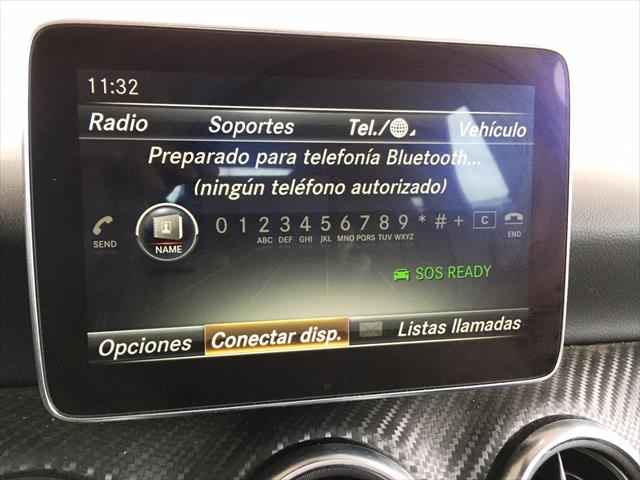 11:32
Radio Soportes Tel./ Vehículo
Preparado para telefonía Bluetooth...
(ningún teléfono autorizado)
SEND NAME 0 1 2 3 4 5 6 7 8 9 * # + C END
ABC DEF GHI JKL MNO PQRS TUV WXYZ
SOS READY
Opciones Conectar disp. Listas llamadas